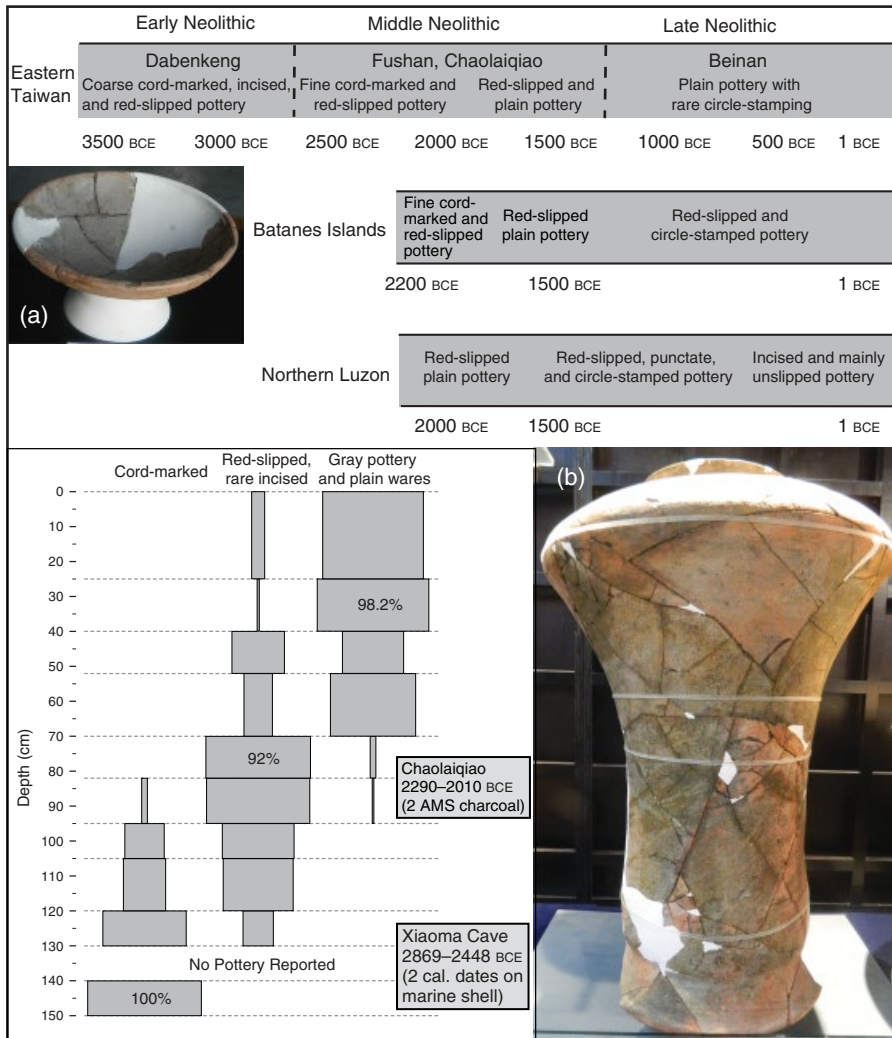 Early Neolithic
Middle Neolithic
Late Neolithic
Eastern
Taiwan
Dabenkeng
Coarse cord-marked, incised,
and red-slipped pottery
Fushan, Chaolaiqiao
Fine cord-marked and
red-slipped pottery
Red-slipped and
plain pottery
Beinan
Plain pottery with
rare circle-stamping
3500 BCE
3000 BCE
2500 BCE
2000 BCE
1500 BCE
1000 BCE
500 BCE
1 BCE
(a)
Batanes Islands
Fine cord-
marked and
red-slipped
pottery
Red-slipped
plain pottery
Red-slipped and
circle-stamped pottery
2200 BCE
1500 BCE
1 BCE
Northern Luzon
Red-slipped
plain pottery
Red-slipped, punctate,
and circle-stamped pottery
Incised and mainly
unslipped pottery
2000 BCE
1500 BCE
1 BCE
Cord-marked
Red-slipped,
rare incised
Gray pottery
and plain wares
Depth (cm)
0
10
20
30
40
50
60
70
80
90
100
110
120
130
140
150
98.2%
92%
100%
Chaolaiqiao
2290–2010 BCE
(2 AMS charcoal)
Xiaoma Cave
2869–2448 BCE
(2 cal. dates on
marine shell)
No Pottery Reported
(b)